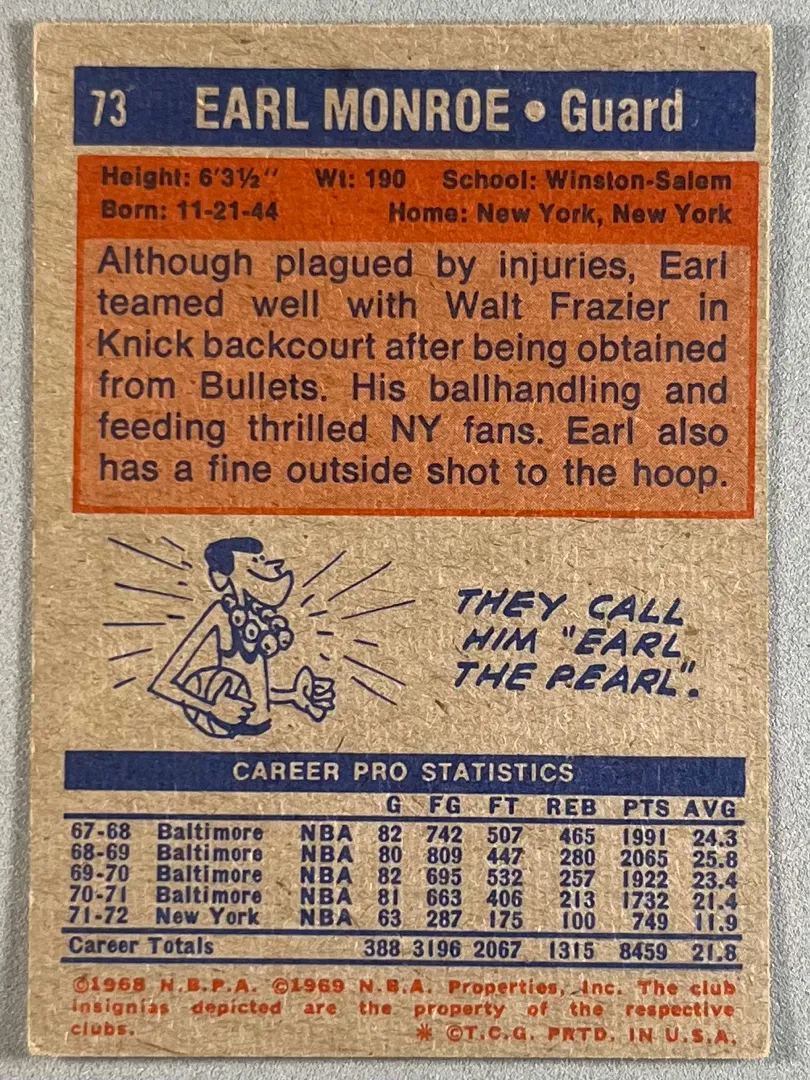 73 EARL MONROE • Guard
Height: 6'3½" Wt: 190 School: Winston-Salem
Born: 11-21-44 Home: New York, New York
Although plagued by injuries, Earl
teamed well with Walt Frazier in
Knick backcourt after being obtained
from Bullets. His ballhandling and
feeding thrilled NY fans. Earl also
has a fine outside shot to the hoop.
THEY CALL
HIM "EARL
THE PEARL".
CAREER PRO STATISTICS
G FG FT REB PTS AVG
67-68 Baltimore NBA 82 742 507 465 1991 24.3
68-69 Baltimore NBA 80 809 447 280 2065 25.8
69-70 Baltimore NBA 82 695 532 257 1922 23.4
70-71 Baltimore NBA 81 663 406 213 1732 21.4
71-72 New York NBA 63 287 175 100 749 11.9
Career Totals 388 3196 2067 1315 8459 21.8
©1968 N.B.P.A. ©1969 N.B.A. Properties, Inc. The club
insignias depicted are the property of the respective
clubs. * ©T.C.G. PRTD. IN U.S.A.